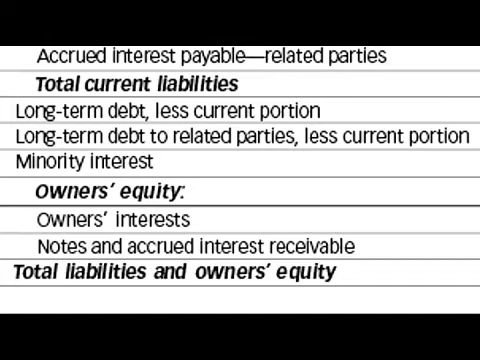 Accrued interest payable—related parties
Total current liabilities
Long-term debt, less current portion
Long-term debt to related parties, less current portion
Minority interest
Owners’ equity:
Owners’ interests
Notes and accrued interest receivable
Total liabilities and owners’ equity